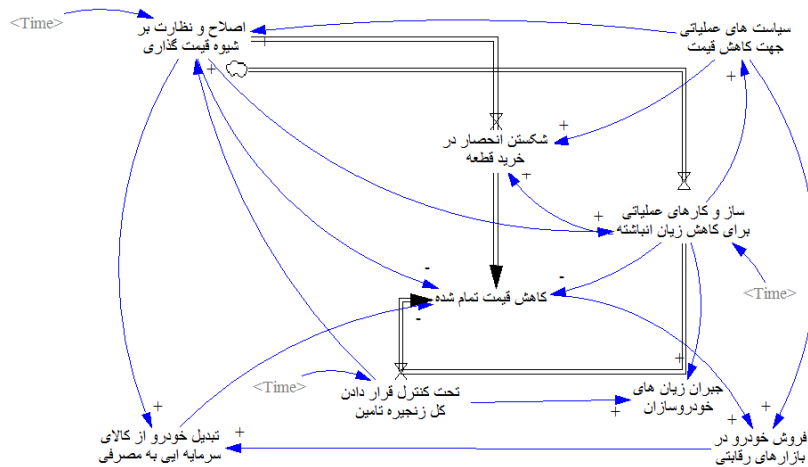 <Time>
اصلاح و نظارت بر
شیوه قیمت گذاری
سیاست های عملیاتی
جهت کاهش قیمت
+
+
+
+
شکستن انحصار در
خرید قطعه
+
+
ساز و کارهای عملیاتی
برای کاهش زیان انباشته
-
-
<Time>
کاهش قیمت تمام شده
-
+
<Time>
تحت کنترل قرار دادن
کل زنجیره تامین
جبران زیان های
خودروسازان
+
+
+
+
تبدیل خودرو از کالای
سرمایه ایی به مصرفی
+
فروش خودرو در
بازارهای رقابتی